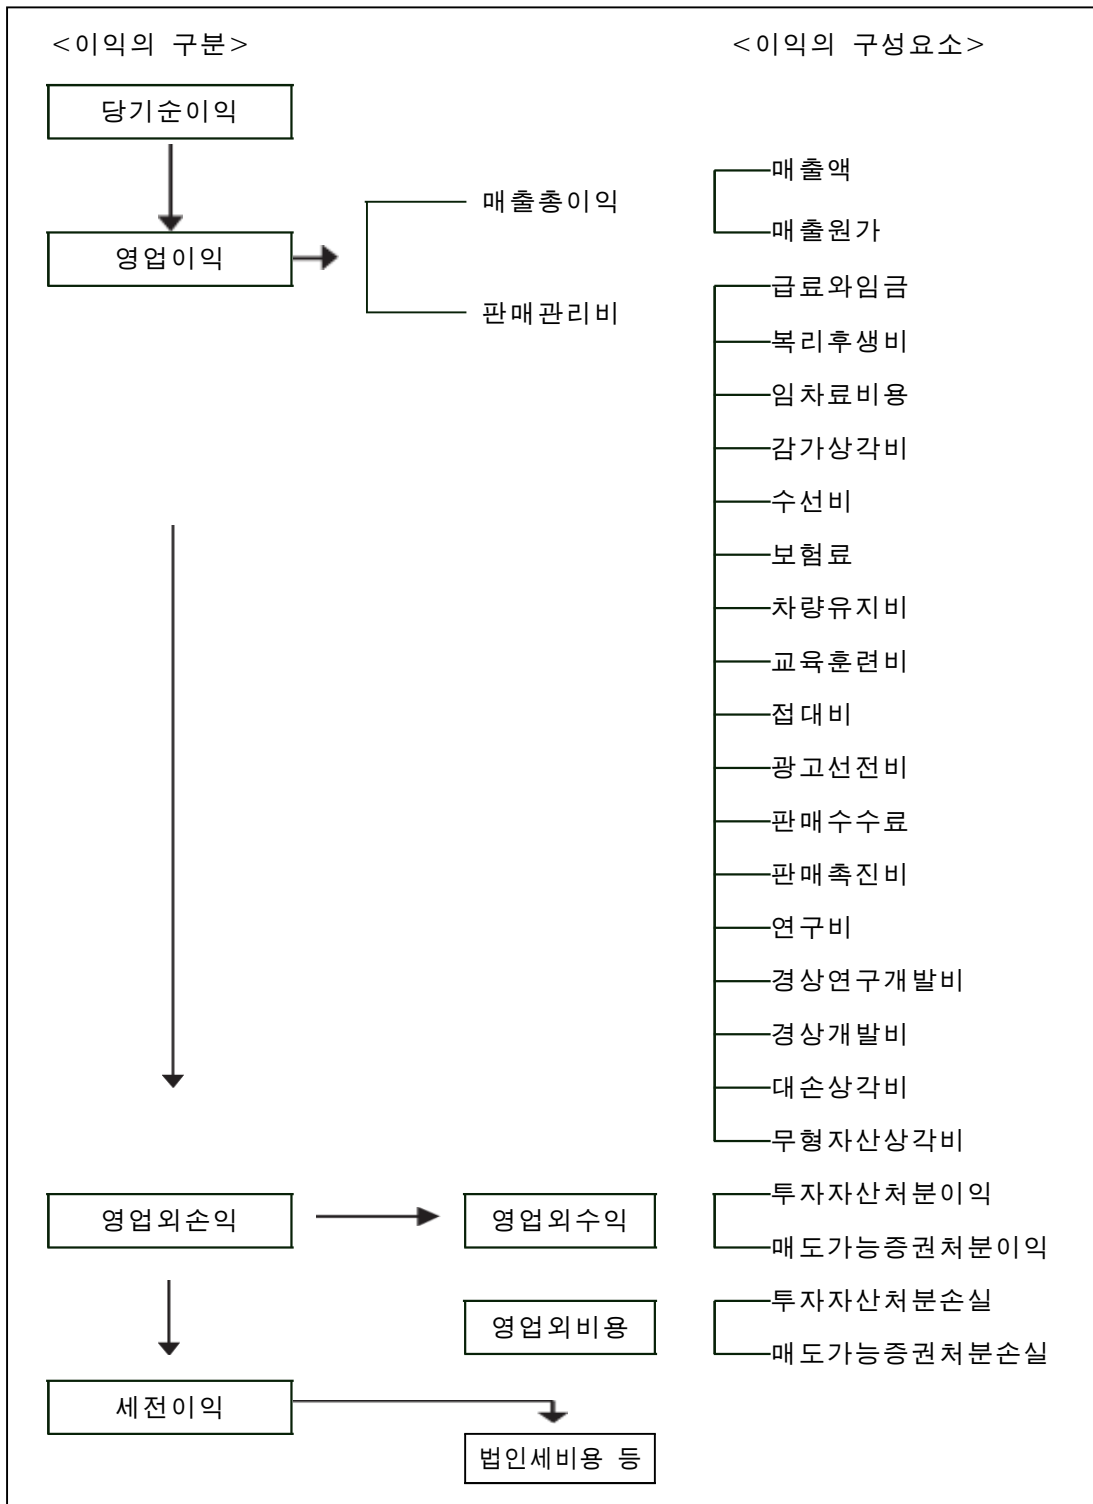 <이익의 구분>
<이익의 구성요소>
당기순이익
매출액
매출총이익
매출원가
영업이익
급료와임금
판매관리비
복리후생비
임차료비용
감가상각비
수선비
보험료
차량유지비
교육훈련비
접대비
광고선전비
판매수수료
판매촉진비
연구비
경상연구개발비
경상개발비
대손상각비
무형자산상각비
영업외손익
영업외수익
투자자산처분이익
매도가능증권처분이익
영업외비용
투자자산처분손실
매도가능증권처분손실
세전이익
법인세비용 등